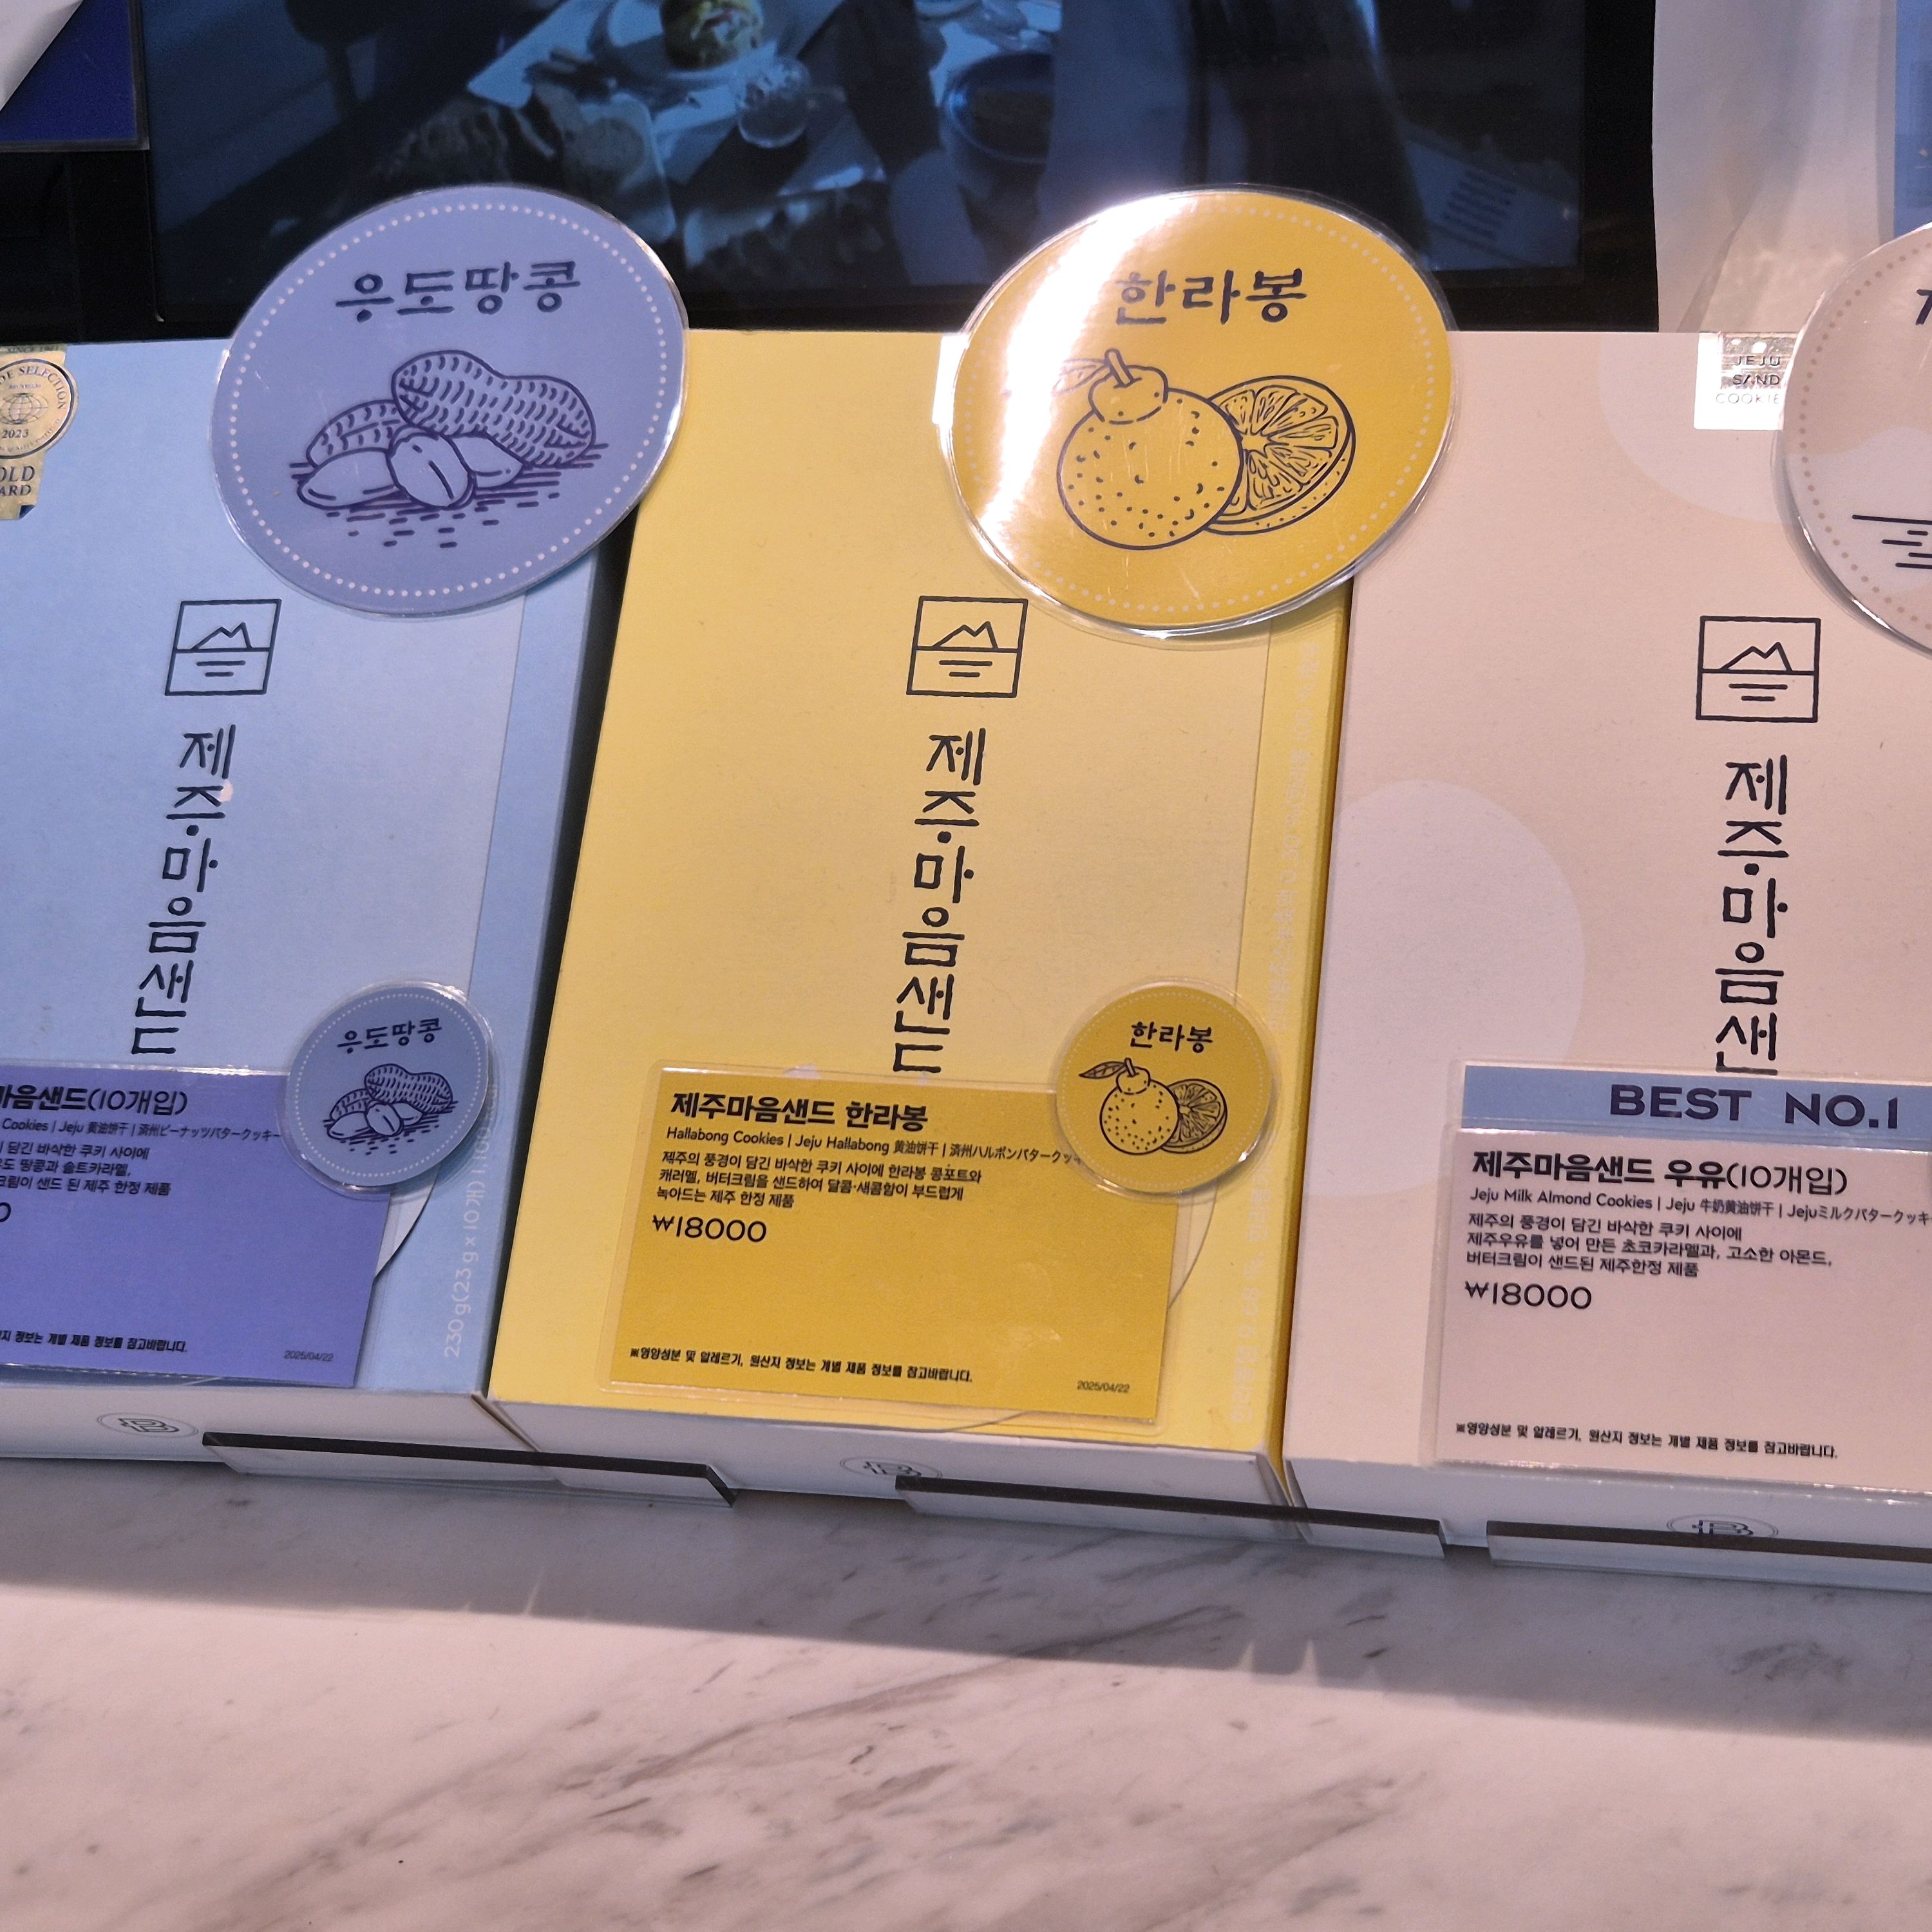 우도땅콩
한라봉
JEJU
SAND
COOKIE
2023
제주마음샌드
제주마음샌드
제주마음샌
우도땅콩
마음샌드(10개입)
Cookies | Jeju 黄油饼干 | 済州ピーナッツバタークッキー
담긴 바삭한 쿠키 사이에
땅콩과 솔트카라멜,
크림이 샌드 된 제주 한정 제품
정보는 개별 제품 정보를 참고바랍니다.
2025/04/22
230g(23g x 10개)
한라봉
제주마음샌드 한라봉
Hallabong Cookies | Jeju Hallabong 黄油饼干 | 済州ハルボンバタークッ
제주의 풍경이 담긴 바삭한 쿠키 사이에 한라봉 콩포트와
캐러멜, 버터크림을 샌드하여 달콤·새콤함이 부드럽게
녹아드는 제주 한정 제품
₩18000
※영양성분 및 알레르기, 원산지 정보는 개별 제품 정보를 참고바랍니다.
2025/04/22
BEST NO.1
제주마음샌드 우유(10개입)
Jeju Milk Almond Cookies | Jeju 牛奶黄油饼干 | Jejuミルクバタークッキ
제주의 풍경이 담긴 바삭한 쿠키 사이에
제주우유를 넣어 만든 초코카라멜과, 고소한 아몬드,
버터크림이 샌드된 제주한정 제품
₩18000
※영양성분 및 알레르기, 원산지 정보는 개별 제품 정보를 참고바랍니다.